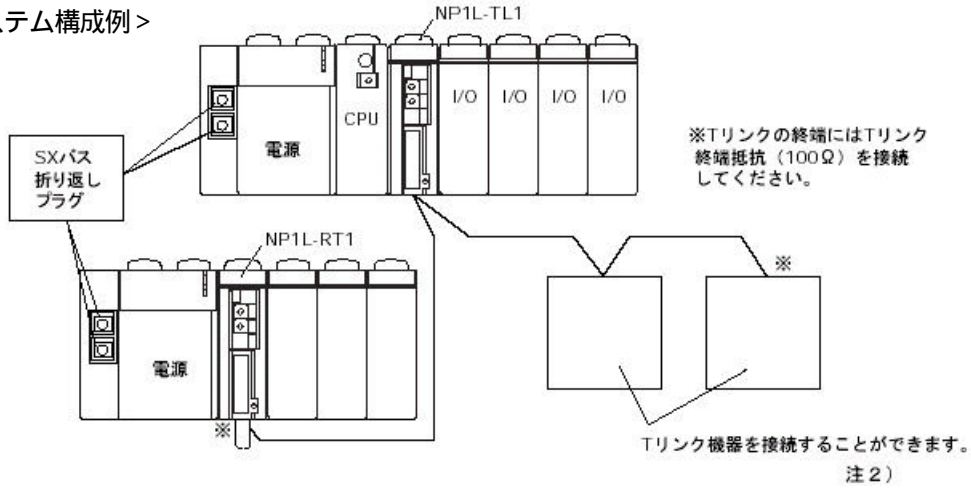 ステム構成例>
NP1L-TL1
CPU
I/O
I/O
I/O
I/O
電源
SXバス
折り返し
プラグ
※Tリンクの終端にはTリンク
終端抵抗（100Ω）を接続
してください。
NP1L-RT1
電源
※
※
Tリンク機器を接続することができます。
注2）